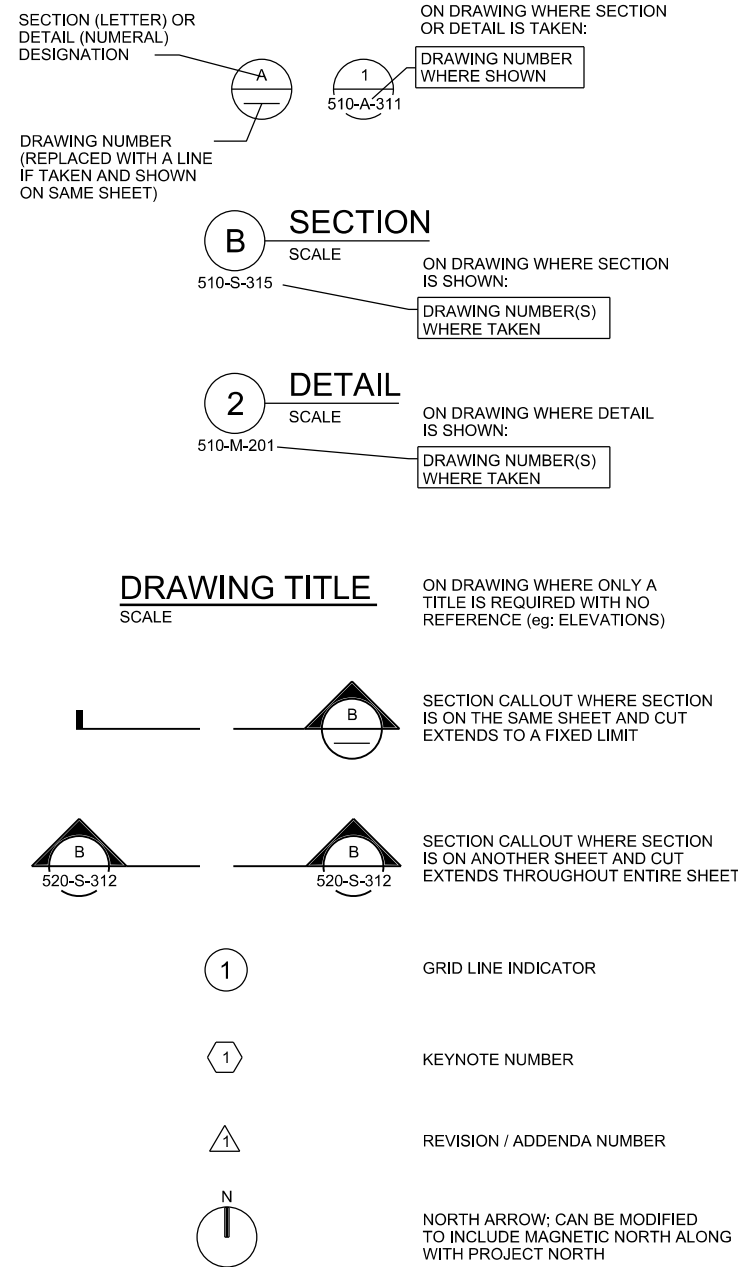 SECTION (LETTER) OR
DETAIL (NUMERAL)
DESIGNATION
A
1
510-A-311
ON DRAWING WHERE SECTION
OR DETAIL IS TAKEN:
DRAWING NUMBER
WHERE SHOWN
DRAWING NUMBER
(REPLACED WITH A LINE
IF TAKEN AND SHOWN
ON SAME SHEET)
B
SECTION
SCALE
510-S-315
ON DRAWING WHERE SECTION
IS SHOWN:
DRAWING NUMBER(S)
WHERE TAKEN
2
DETAIL
SCALE
510-M-201
ON DRAWING WHERE DETAIL
IS SHOWN:
DRAWING NUMBER(S)
WHERE TAKEN
DRAWING TITLE
SCALE
ON DRAWING WHERE ONLY A
TITLE IS REQUIRED WITH NO
REFERENCE (eg: ELEVATIONS)
B
SECTION CALLOUT WHERE SECTION
IS ON THE SAME SHEET AND CUT
EXTENDS TO A FIXED LIMIT
B
520-S-312
B
520-S-312
SECTION CALLOUT WHERE SECTION
IS ON ANOTHER SHEET AND CUT
EXTENDS THROUGHOUT ENTIRE SHEET
1
GRID LINE INDICATOR
1
KEYNOTE NUMBER
1
REVISION / ADDENDA NUMBER
N
NORTH ARROW; CAN BE MODIFIED
TO INCLUDE MAGNETIC NORTH ALONG
WITH PROJECT NORTH